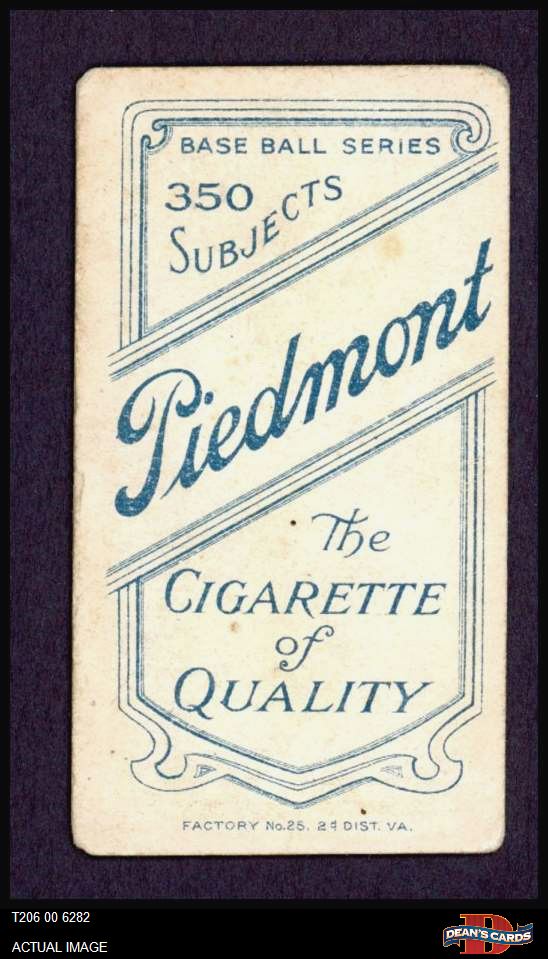 BASE BALL SERIES
350
SUBJECTS
Piedmont
The
CIGARETTE
of
QUALITY
FACTORY No. 25. 2d DIST. VA.
T206 00 6282
ACTUAL IMAGE
DEAN'S CARDS